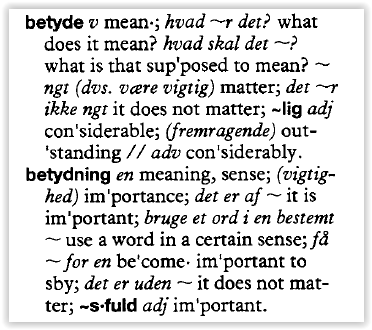 betyde v mean·; hvad ~r det? what
does it mean? hvad skal det ~?
what is that sup'posed to mean? ~
ngt (dvs. være vigtig) matter; det ~r
ikke ngt it does not matter; ~lig adj
con'siderable; (fremragende) out-
'standing // adv con'siderably.
betydning en meaning, sense; (vigtig-
hed) im'portance; det er af ~ it is
im'portant; bruge et ord i en bestemt
~ use a word in a certain sense; få
~ for en be'come· im'portant to
sby; det er uden ~ it does not mat-
ter; ~s·fuld adj im'portant.